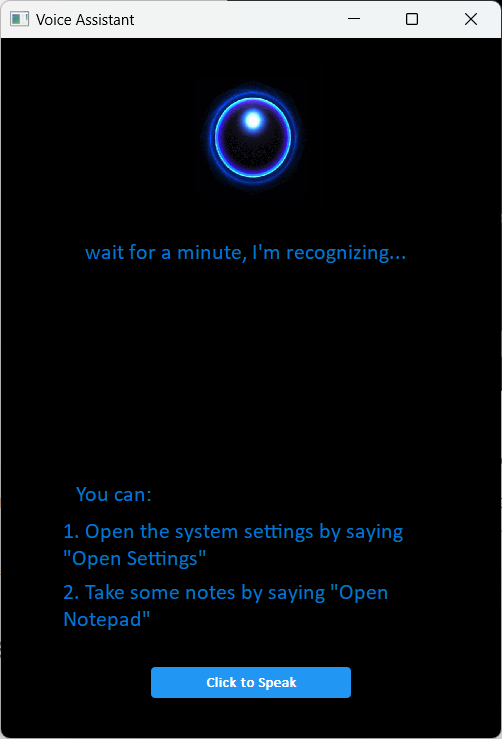 Voice Assistant
wait for a minute, I'm recognizing...
You can:
1. Open the system settings by saying
"Open Settings"
2. Take some notes by saying "Open
Notepad"
Click to Speak